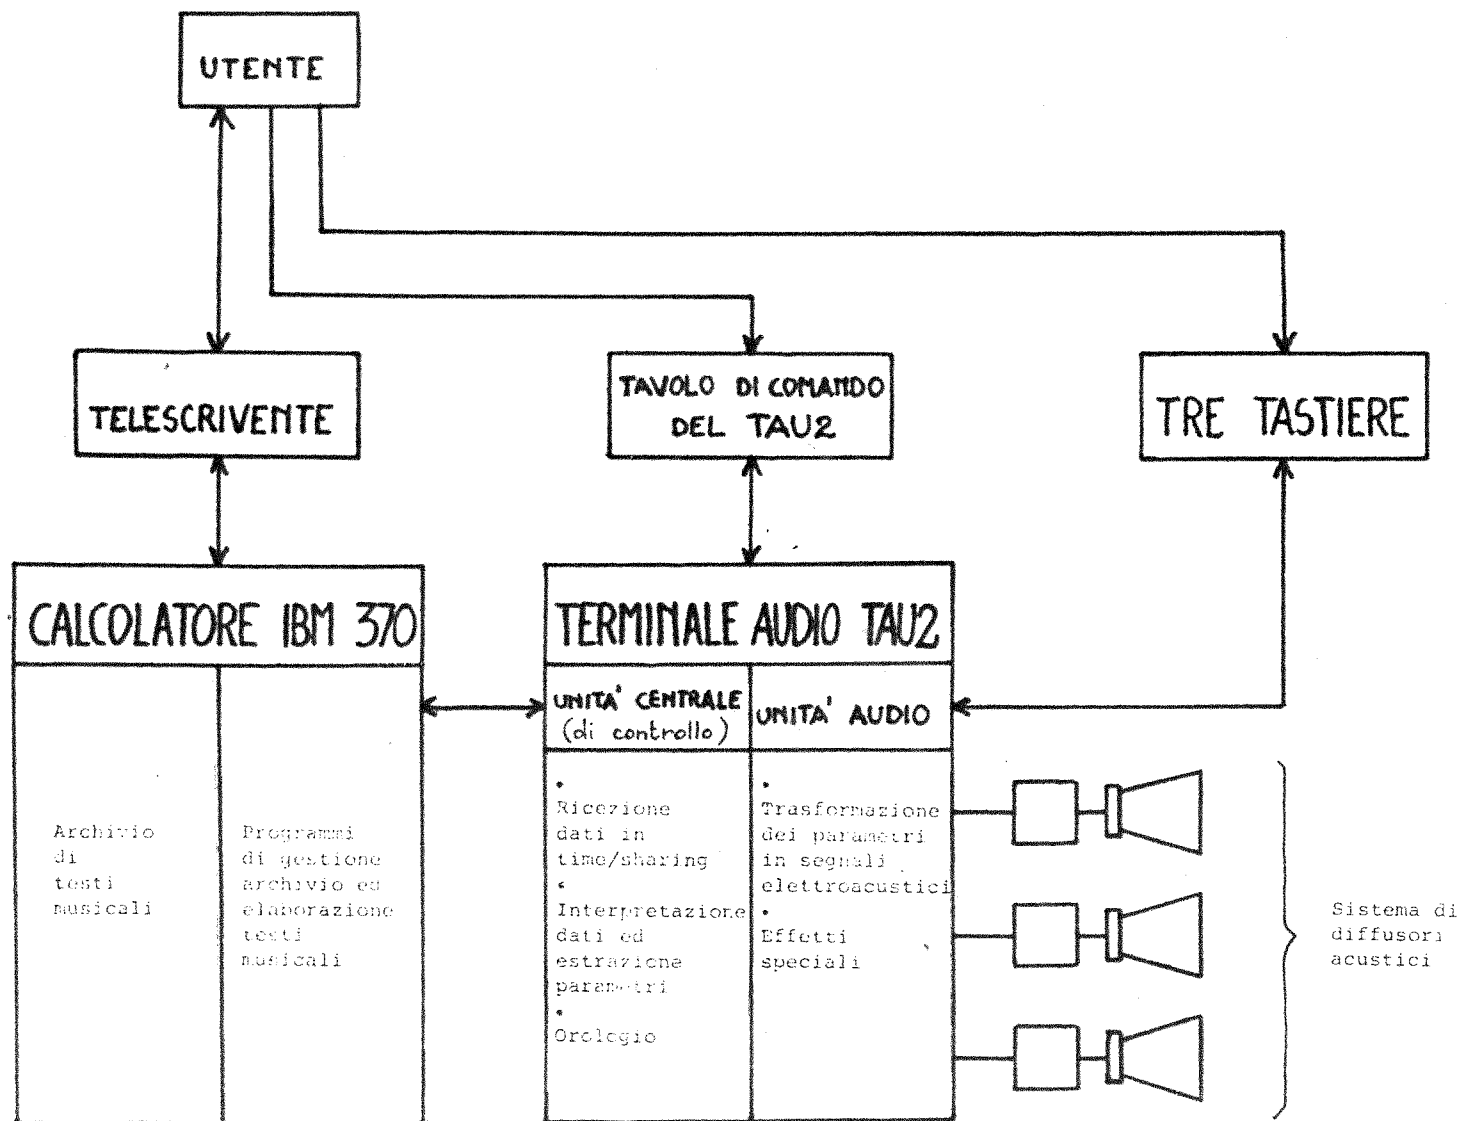 UTENTE
TELESCRIVENTE
TAVOLO DI COMANDO
DEL TAU2
TRE TASTIERE
CALCOLATORE IBM 370
Archivio
di
testi
musicali
Programmi
di gestione
archivio ed
elaborazione
testi
musicali
TERMINALE AUDIO TAU2
UNITA' CENTRALE
(di controllo)
•
Ricezione
dati in
time/sharing
•
Interpretazione
dati ed
estrazione
parametri
•
Orologio
UNITA' AUDIO
•
Trasformazione
dei parametri
in segnali
elettroacustici
•
Effetti
speciali
Sistema di
diffusori
acustici